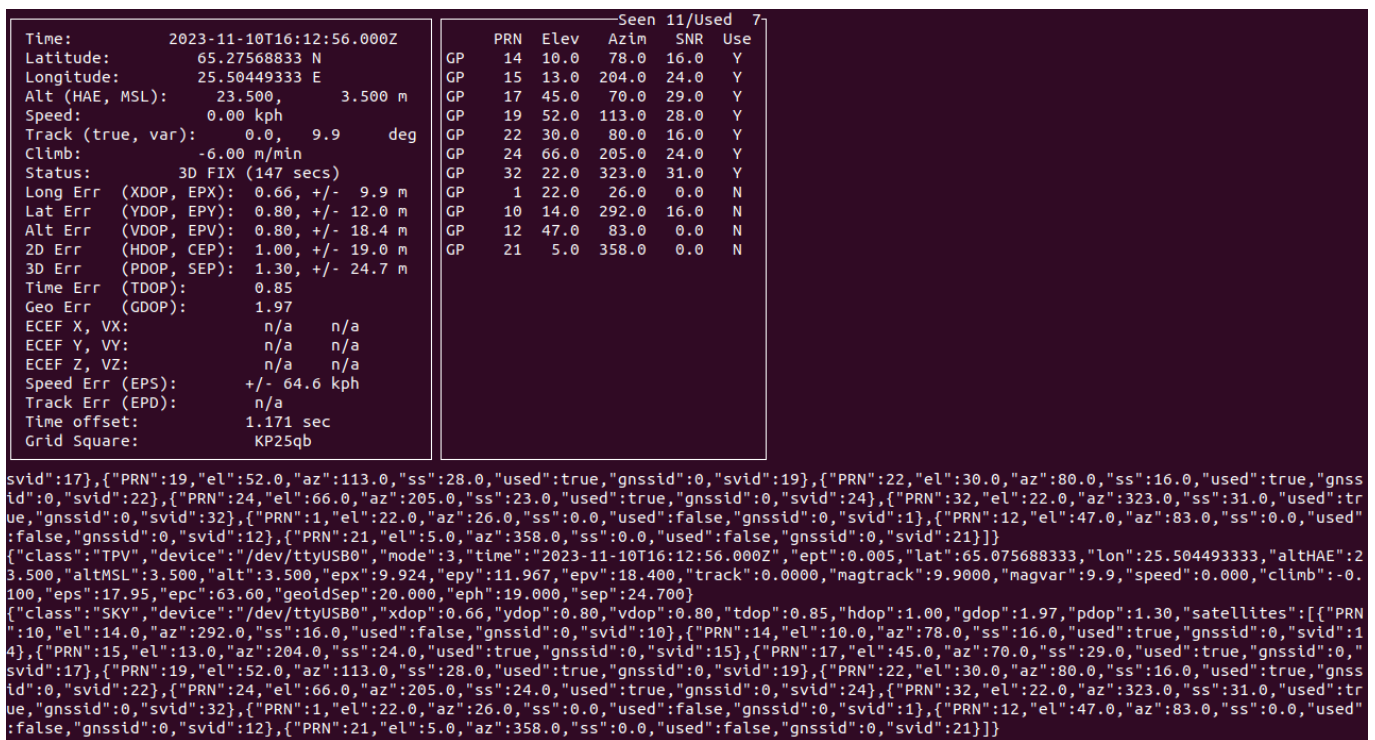 Seen 11/Used 7
Time: 2023-11-10T16:12:56.000Z PRN Elev Azim SNR Use
Latitude: 65.27568833 N GP 14 10.0 78.0 16.0 Y
Longitude: 25.50449333 E GP 15 13.0 204.0 24.0 Y
Alt (HAE, MSL): 23.500, 3.500 m GP 17 45.0 70.0 29.0 Y
Speed: 0.00 kph GP 19 52.0 113.0 28.0 Y
Track (true, var): 0.0, 9.9 deg GP 22 30.0 80.0 16.0 Y
Climb: -6.00 m/min GP 24 66.0 205.0 24.0 Y
Status: 3D FIX (147 secs) GP 32 22.0 323.0 31.0 Y
Long Err (XDOP, EPX): 0.66, +/- 9.9 m GP 1 22.0 26.0 0.0 N
Lat Err (YDOP, EPY): 0.80, +/- 12.0 m GP 10 14.0 292.0 16.0 N
Alt Err (VDOP, EPV): 0.80, +/- 18.4 m GP 12 47.0 83.0 0.0 N
2D Err (HDOP, CEP): 1.00, +/- 19.0 m GP 21 5.0 358.0 0.0 N
3D Err (PDOP, SEP): 1.30, +/- 24.7 m
Time Err (TDOP): 0.85
Geo Err (GDOP): 1.97
ECEF X, VX: n/a n/a
ECEF Y, VY: n/a n/a
ECEF Z, VZ: n/a n/a
Speed Err (EPS): +/- 64.6 kph
Track Err (EPD): n/a
Time offset: 1.171 sec
Grid Square: KP25qb
svid":17},{"PRN":19,"el":52.0,"az":113.0,"ss":28.0,"used":true,"gnssid":0,"svid":19},{"PRN":22,"el":30.0,"az":80.0,"ss":16.0,"used":true,"gnss
id":0,"svid":22},{"PRN":24,"el":66.0,"az":205.0,"ss":23.0,"used":true,"gnssid":0,"svid":24},{"PRN":32,"el":22.0,"az":323.0,"ss":31.0,"used":tr
ue,"gnssid":0,"svid":32},{"PRN":1,"el":22.0,"az":26.0,"ss":0.0,"used":false,"gnssid":0,"svid":1},{"PRN":12,"el":47.0,"az":83.0,"ss":0.0,"used"
:false,"gnssid":0,"svid":12},{"PRN":21,"el":5.0,"az":358.0,"ss":0.0,"used":false,"gnssid":0,"svid":21}]}
{"class":"TPV","device":"/dev/ttyUSB0","mode":3,"time":"2023-11-10T16:12:56.000Z","ept":0.005,"lat":65.075688333,"lon":25.504493333,"altHAE":2
3.500,"altMSL":3.500,"alt":3.500,"epx":9.924,"epy":11.967,"epv":18.400,"track":0.0000,"magtrack":9.9000,"magvar":9.9,"speed":0.000,"climb":-0.
100,"eps":17.95,"epc":63.60,"geoidSep":20.000,"eph":19.000,"sep":24.700}
{"class":"SKY","device":"/dev/ttyUSB0","xdop":0.66,"ydop":0.80,"vdop":0.80,"tdop":0.85,"hdop":1.00,"gdop":1.97,"pdop":1.30,"satellites":[{"PRN
":10,"el":14.0,"az":292.0,"ss":16.0,"used":false,"gnssid":0,"svid":10},{"PRN":14,"el":10.0,"az":78.0,"ss":16.0,"used":true,"gnssid":0,"svid":1
4},{"PRN":15,"el":13.0,"az":204.0,"ss":24.0,"used":true,"gnssid":0,"svid":15},{"PRN":17,"el":45.0,"az":70.0,"ss":29.0,"used":true,"gnssid":0,"
svid":17},{"PRN":19,"el":52.0,"az":113.0,"ss":28.0,"used":true,"gnssid":0,"svid":19},{"PRN":22,"el":30.0,"az":80.0,"ss":16.0,"used":true,"gnss
id":0,"svid":22},{"PRN":24,"el":66.0,"az":205.0,"ss":24.0,"used":true,"gnssid":0,"svid":24},{"PRN":32,"el":22.0,"az":323.0,"ss":31.0,"used":tr
ue,"gnssid":0,"svid":32},{"PRN":1,"el":22.0,"az":26.0,"ss":0.0,"used":false,"gnssid":0,"svid":1},{"PRN":12,"el":47.0,"az":83.0,"ss":0.0,"used"
:false,"gnssid":0,"svid":12},{"PRN":21,"el":5.0,"az":358.0,"ss":0.0,"used":false,"gnssid":0,"svid":21}]}